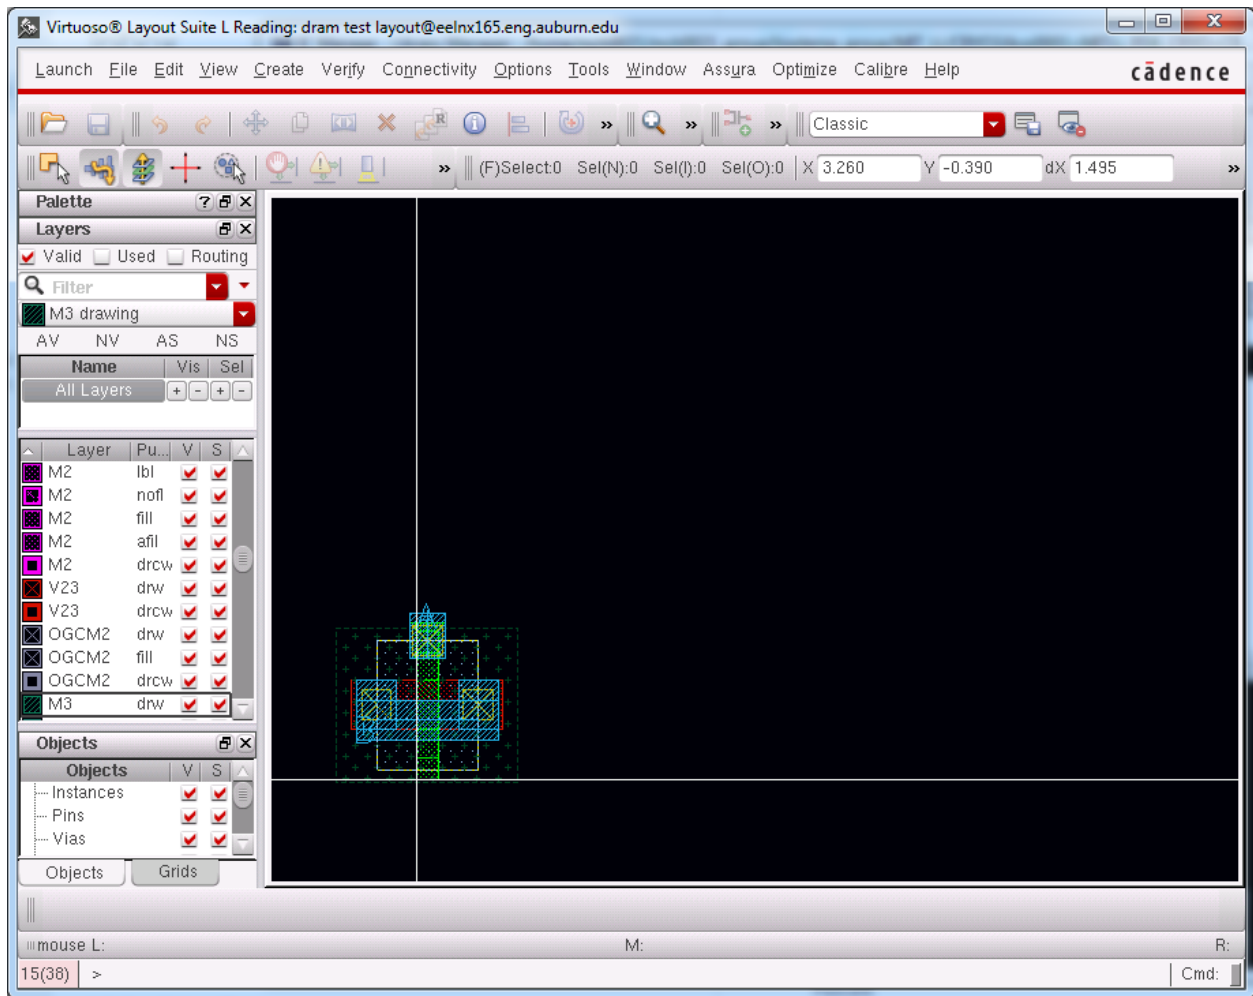 Virtuoso® Layout Suite L Reading: dram test layout@eelnx165.eng.auburn.edu
Launch File Edit View Create Verify Connectivity Options Tools Window Assura Optimize Calibre Help cādence
R » » » Classic
» (F)Select:0 Sel(N):0 Sel(I):0 Sel(O):0 X 3.260 Y -0.390 dX 1.495 »
Palette ?
Layers
Valid Used Routing
Filter
M3 drawing
AV NV AS NS
Name Vis Sel
All Layers + - + -
Layer Pu... V S
M2 lbl
M2 nofl
M2 fill
M2 afil
M2 drcw
V23 drw
V23 drcw
OGCM2 drw
OGCM2 fill
OGCM2 drcw
M3 drw
Objects
Objects V S
Instances
Pins
Vias
Objects Grids
mouse L: M: R:
15(38) > Cmd: